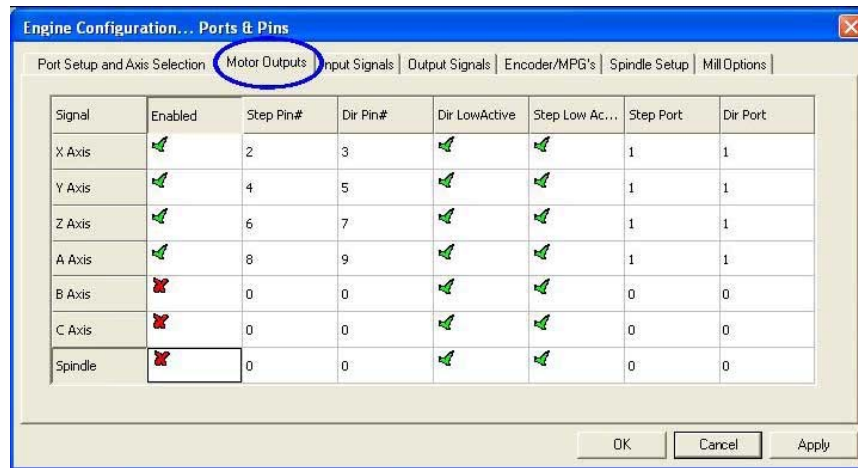 Engine Configuration... Ports & Pins
Port Setup and Axis Selection Motor Outputs Input Signals Output Signals Encoder/MPG's Spindle Setup Mill Options
Signal Enabled Step Pin# Dir Pin# Dir LowActive Step Low Ac... Step Port Dir Port
X Axis 2 3 1 1
Y Axis 4 5 1 1
Z Axis 6 7 1 1
A Axis 8 9 1 1
B Axis 0 0 0 0
C Axis 0 0 0 0
Spindle 0 0 0 0
OK Cancel Apply